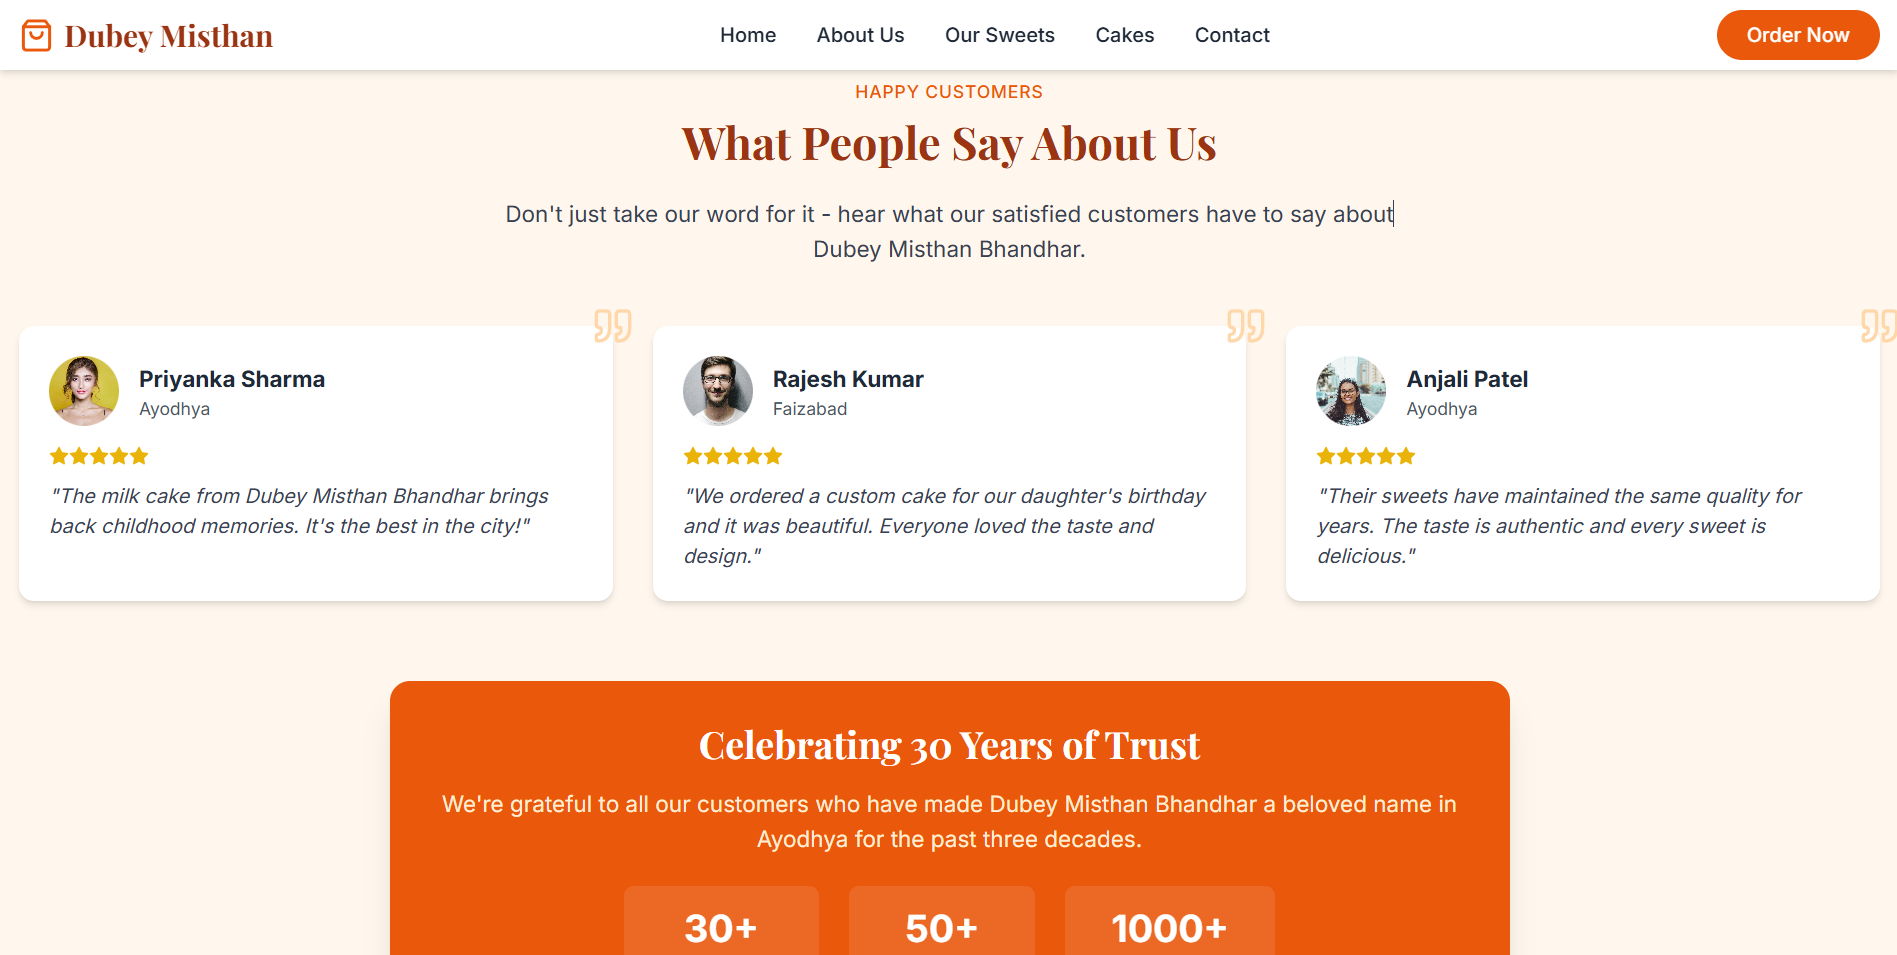 Dubey Misthan
Home
About Us
Our Sweets
Cakes
Contact
Order Now
HAPPY CUSTOMERS
What People Say About Us
Don't just take our word for it - hear what our satisfied customers have to say about
Dubey Misthan Bhandhar.
Priyanka Sharma
Ayodhya
"The milk cake from Dubey Misthan Bhandhar brings
back childhood memories. It's the best in the city!"
Rajesh Kumar
Faizabad
"We ordered a custom cake for our daughter's birthday
and it was beautiful. Everyone loved the taste and
design."
Anjali Patel
Ayodhya
"Their sweets have maintained the same quality for
years. The taste is authentic and every sweet is
delicious."
Celebrating 30 Years of Trust
We're grateful to all our customers who have made Dubey Misthan Bhandhar a beloved name in
Ayodhya for the past three decades.
30+
50+
1000+